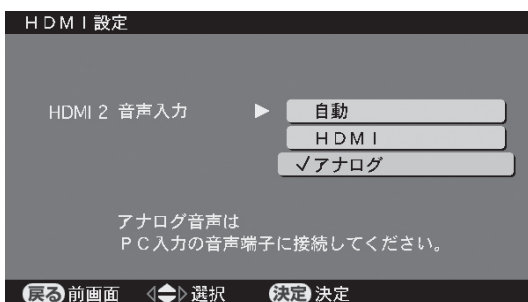 HDMI設定
HDMI 2 音声入力 ▶ 自動
HDMI
✓アナログ
アナログ音声は
PC入力の音声端子に接続してください。
戻る 前画面 選択 決定 決定